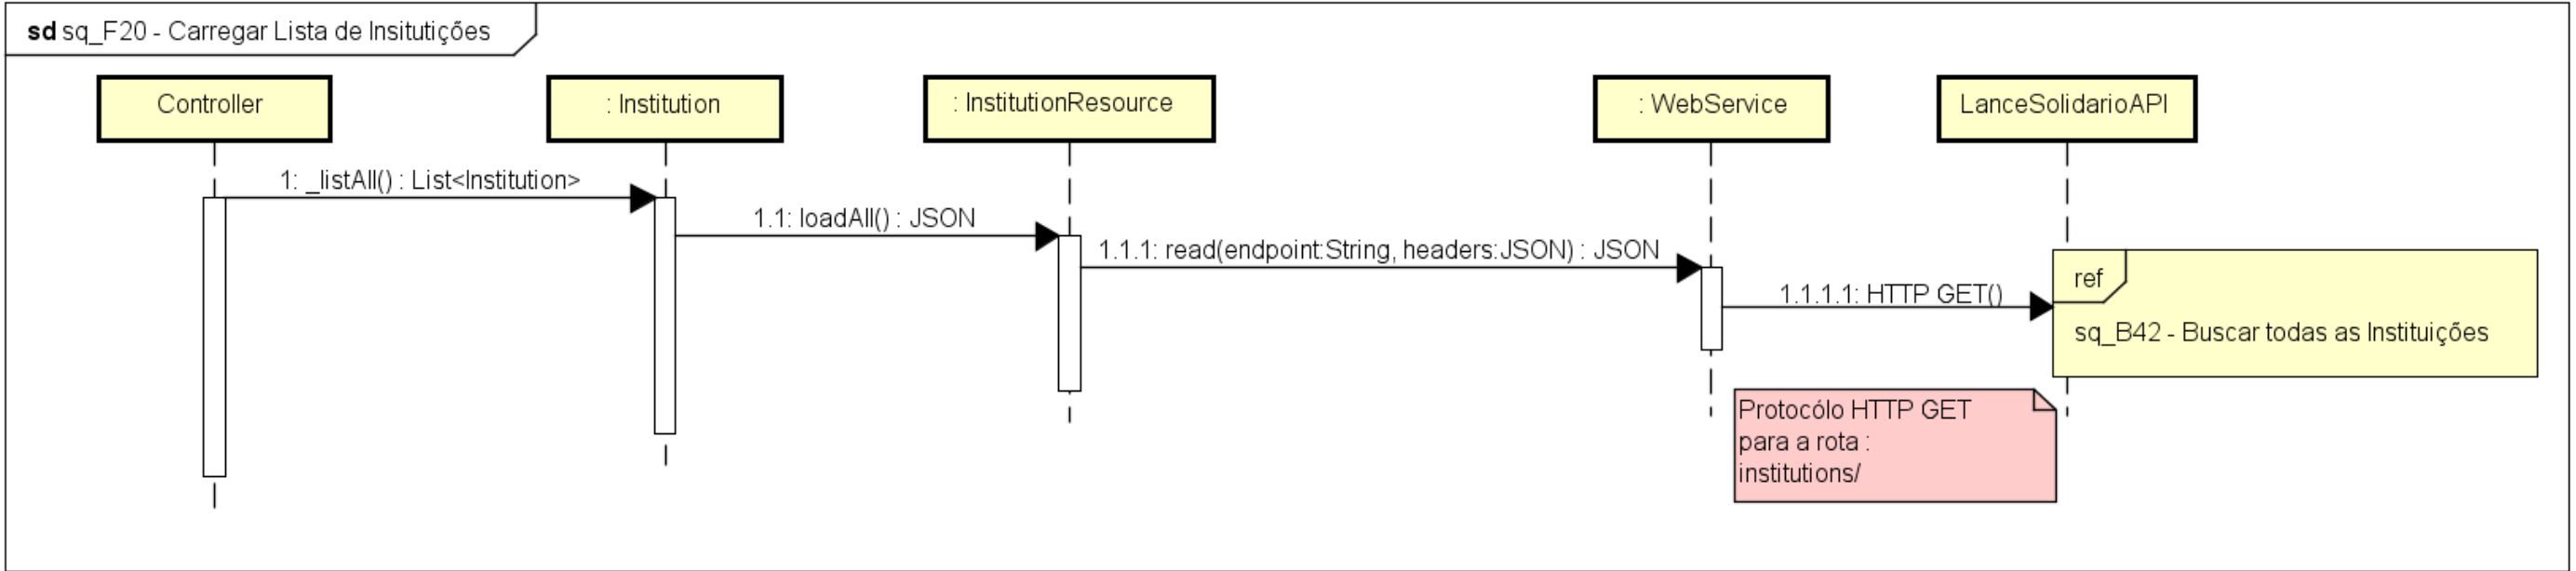 sd sq_F20 - Carregar Lista de Insitutições
Controller
: Institution
: InstitutionResource
: WebService
LanceSolidarioAPI
1: _listAll() : List<Institution>
1.1: loadAll() : JSON
1.1.1: read(endpoint:String, headers:JSON) : JSON
1.1.1.1: HTTP GET()
ref
sq_B42 - Buscar todas as Instituições
Protocólo HTTP GET
para a rota :
institutions/